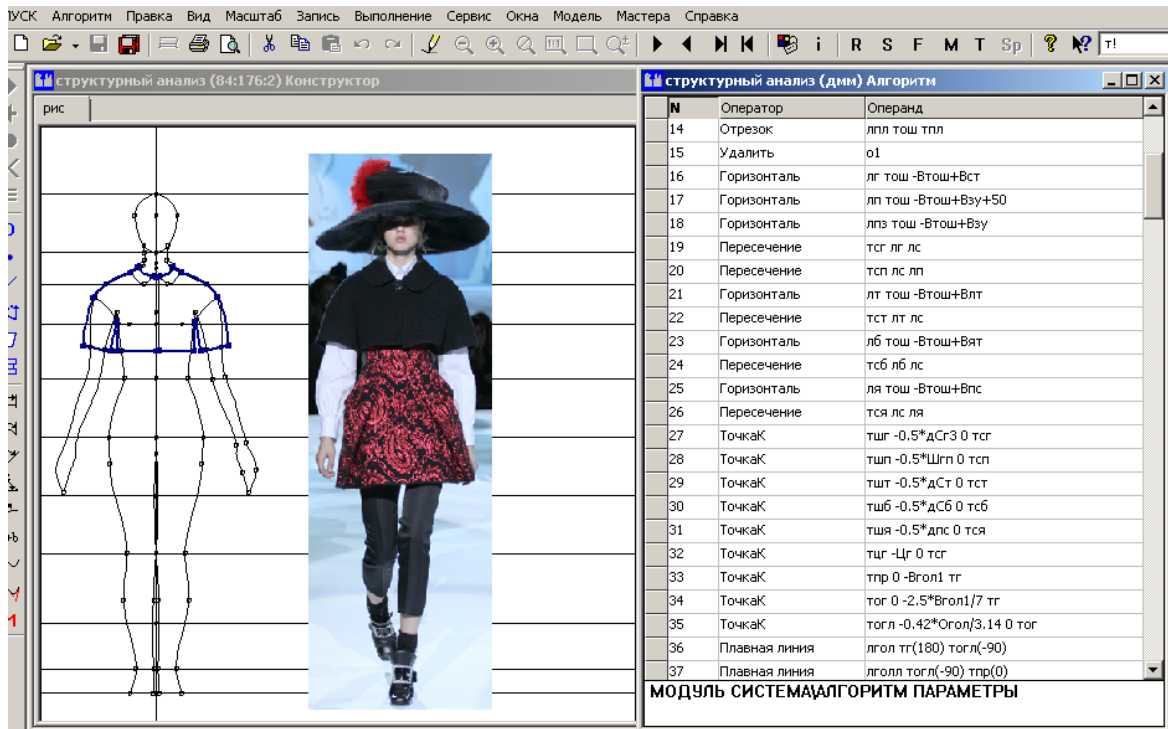 ПУСК Алгоритм Правка Вид Масштаб Запись Выполнение Сервис Окна Модель Мастера Справка
i R S F M T Sp т!
структурный анализ (84:176:2) Конструктор
рис
структурный анализ (дмм) Алгоритм
N Оператор Операнд
14 Отрезок лпл тош тпл
15 Удалить о1
16 Горизонталь лг тош -Втош+Вст
17 Горизонталь лп тош -Втош+Взу+50
18 Горизонталь лпз тош -Втош+Взу
19 Пересечение тсг лг лс
20 Пересечение тсп лс лп
21 Горизонталь лт тош -Втош+Влт
22 Пересечение тст лт лс
23 Горизонталь лб тош -Втош+Вят
24 Пересечение тсб лб лс
25 Горизонталь ля тош -Втош+Впс
26 Пересечение тся лс ля
27 ТочкаК тшг -0.5*дСг3 0 тсг
28 ТочкаК тшп -0.5*Шгп 0 тсп
29 ТочкаК тшт -0.5*дСт 0 тст
30 ТочкаК тшб -0.5*дСб 0 тсб
31 ТочкаК тшя -0.5*дпс 0 тся
32 ТочкаК тцг -Цг 0 тсг
33 ТочкаК тпр 0 -Вгол1 тг
34 ТочкаК тог 0 -2.5*Вгол1/7 тг
35 ТочкаК тогл -0.42*Огол/3.14 0 тог
36 Плавная линия лгол тг(180) тогл(-90)
37 Плавная линия лголл тогл(-90) тпр(0)
МОДУЛЬ СИСТЕМА\АЛГОРИТМ ПАРАМЕТРЫ